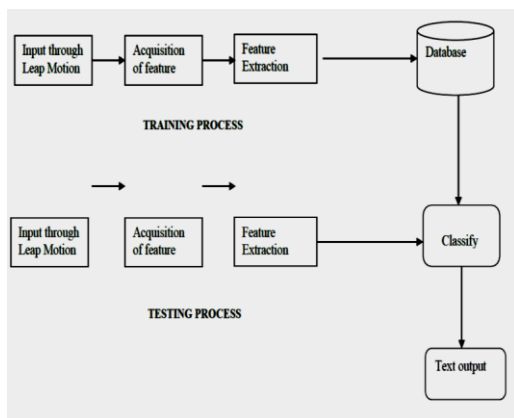 Input through
Leap Motion
Acquisition
of feature
Feature
Extraction
Database
TRAINING PROCESS
Input through
Leap Motion
Acquisition
of feature
Feature
Extraction
Classify
TESTING PROCESS
Text output